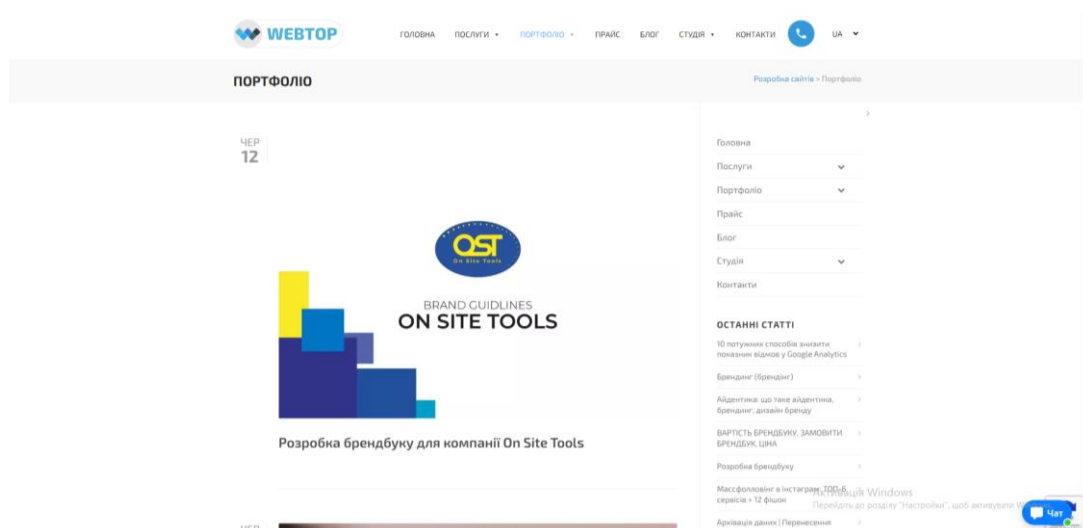 WEBTOP
ГОЛОВНА ПОСЛУГИ ПОРТФОЛІО ПРАЙС БЛОГ СТУДІЯ КОНТАКТИ UA
ПОРТФОЛІО
Розробка сайтів > Портфоліо
ЧЕР
12
OST
On Site Tools
BRAND GUIDLINES
ON SITE TOOLS
Розробка брендбуку для компанії On Site Tools
ЧЕР
Головна
Послуги
Портфоліо
Прайс
Блог
Студія
Контакти
ОСТАННІ СТАТТІ
10 потужних способів знизити
показник відмов у Google Analytics
Брендинг (брендінг)
Айдентика: що таке айдентика,
брендинг, дизайн бренду
ВАРТІСТЬ БРЕНДБУКУ, ЗАМОВИТИ
БРЕНДБУК, ЦІНА
Розробка брендбуку
Массфолловінг в інстаграм: ТОП-6
сервісів + 12 фішок
Архівація даних | Перенесення
Активація Windows
Перейдіть до розділу "Настройки", щоб активувати
Чат